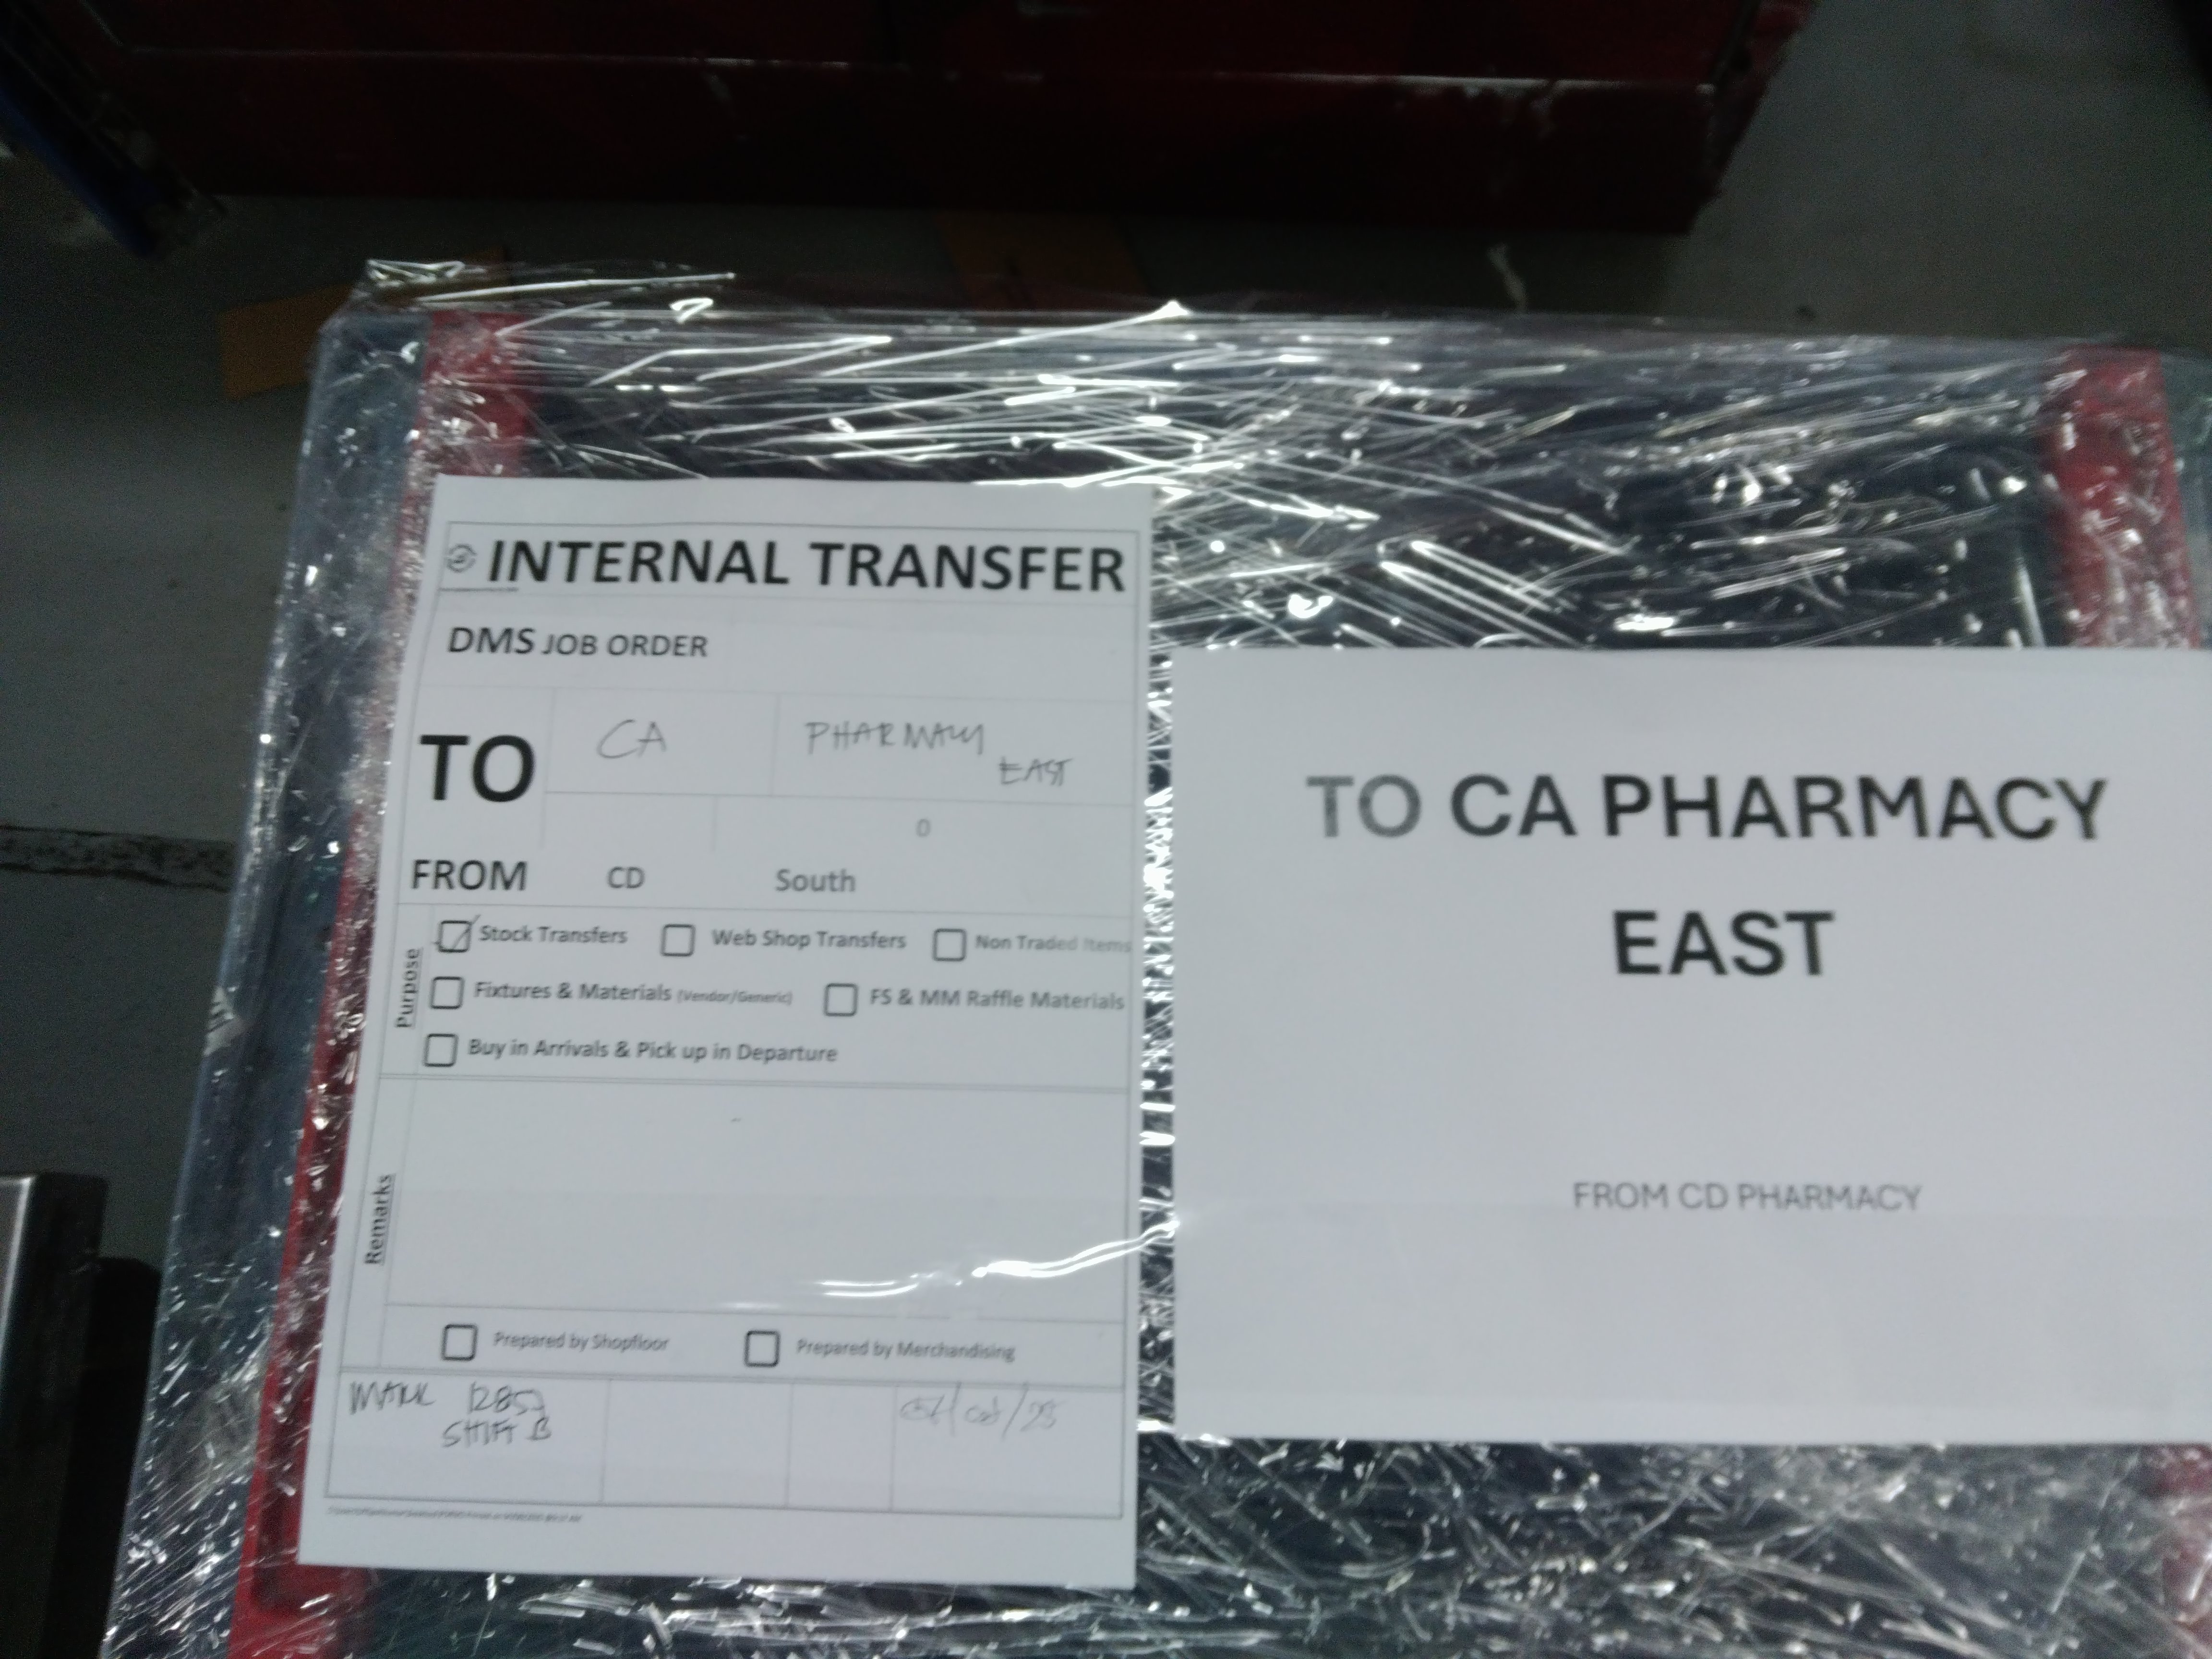 INTERNAL TRANSFER
DMS JOB ORDER
TO CA PHARMACY
EAST
0
FROM CD South
Purpose
Stock Transfers Web Shop Transfers Non Traded Items
Fixtures & Materials (Vendor/Generic) FS & MM Raffle Materials
Buy in Arrivals & Pick up in Departure
Remarks
Prepared by Shopfloor Prepared by Merchandising
MARK
SHIFT B
TO CA PHARMACY
EAST
FROM CD PHARMACY